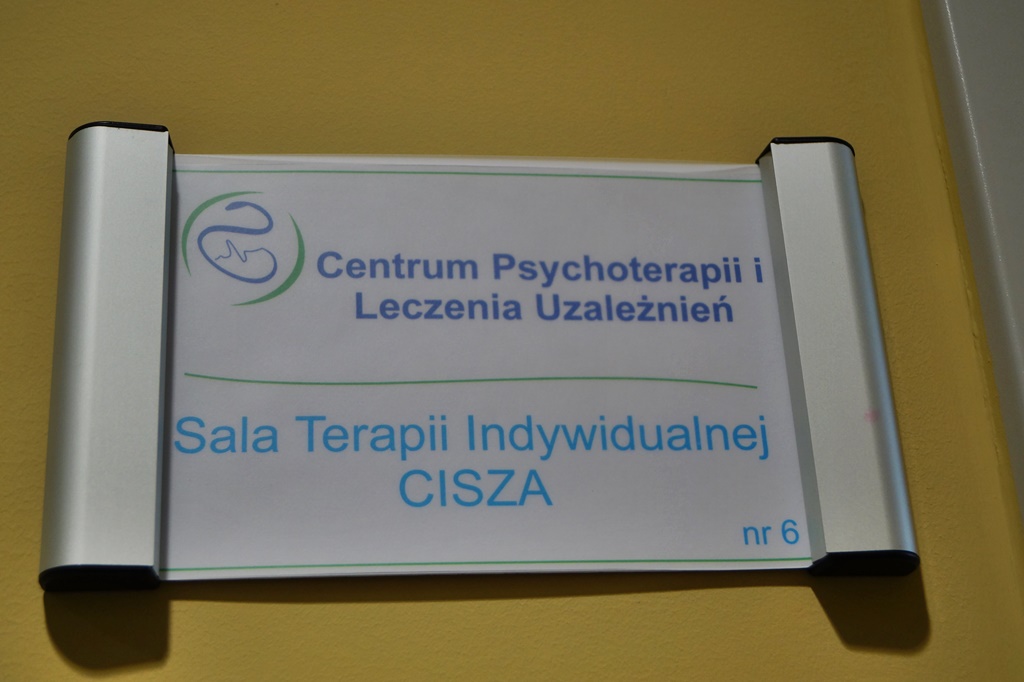 Centrum Psychoterapii i
Leczenia Uzależnień
Sala Terapii Indywidualnej
CISZA
nr 6